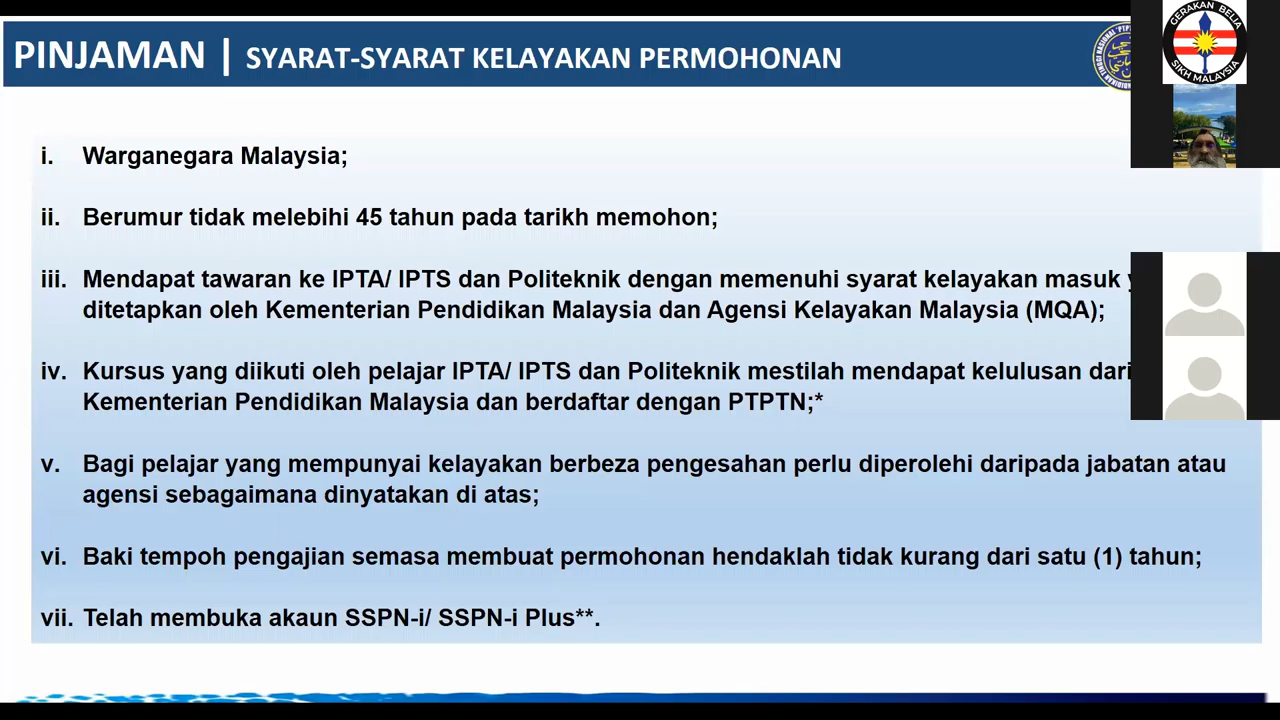 PINJAMAN | SYARAT-SYARAT KELAYAKAN PERMOHONAN
GERAKAN BELIA
SIKH MALAYSIA
i. Warganegara Malaysia;
ii. Berumur tidak melebihi 45 tahun pada tarikh memohon;
iii. Mendapat tawaran ke IPTA/ IPTS dan Politeknik dengan memenuhi syarat kelayakan masuk
ditetapkan oleh Kementerian Pendidikan Malaysia dan Agensi Kelayakan Malaysia (MQA);
iv. Kursus yang diikuti oleh pelajar IPTA/ IPTS dan Politeknik mestilah mendapat kelulusan dari
Kementerian Pendidikan Malaysia dan berdaftar dengan PTPTN;*
v. Bagi pelajar yang mempunyai kelayakan berbeza pengesahan perlu diperolehi daripada jabatan atau
agensi sebagaimana dinyatakan di atas;
vi. Baki tempoh pengajian semasa membuat permohonan hendaklah tidak kurang dari satu (1) tahun;
vii. Telah membuka akaun SSPN-i/ SSPN-i Plus**.